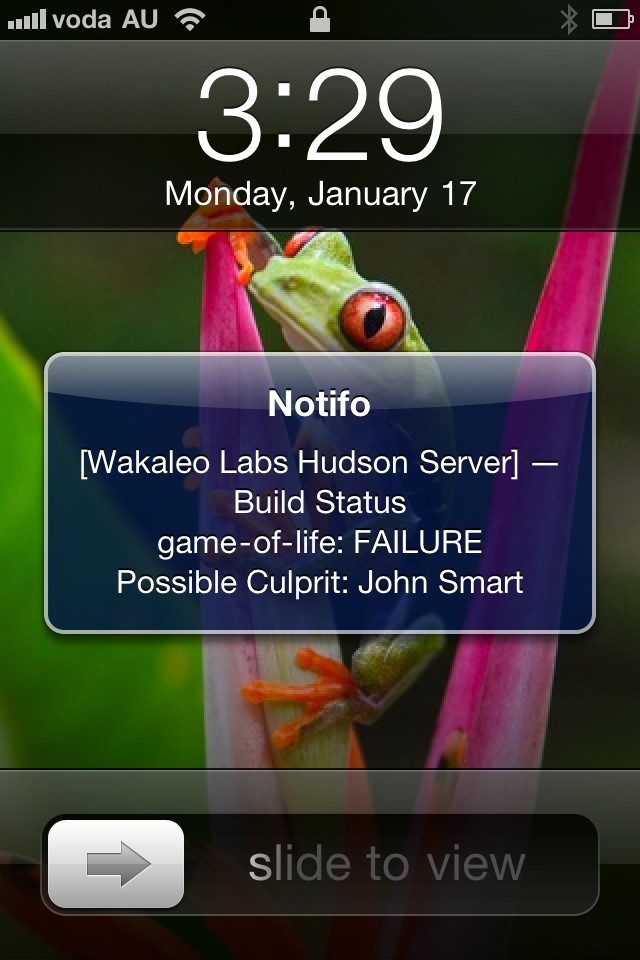 voda AU
3:29
Monday, January 17
Notifo
[Wakaleo Labs Hudson Server] —
Build Status
game-of-life: FAILURE
Possible Culprit: John Smart
slide to view